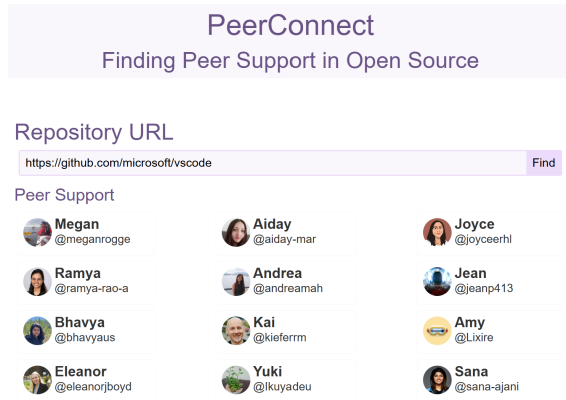 PeerConnect
Finding Peer Support in Open Source
Repository URL
https://github.com/microsoft/vscode Find
Peer Support
Megan Aiday Joyce
@meganrogge @aiday-mar @joyceerhl
Ramya Andrea Jean
@ramya-rao-a @andreamah @jeanp413
Bhavya Kai Amy
@bhavyaus @kieferrm @Lixire
Eleanor Yuki Sana
@eleanorjboyd @Ikuyadeu @sana-ajani